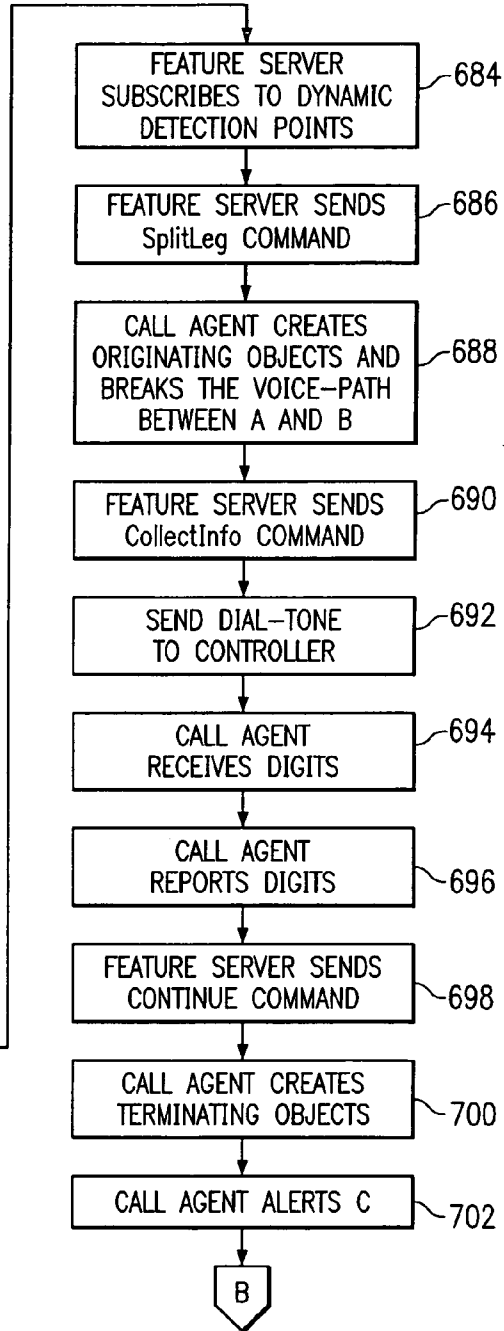 FEATURE SERVER
SUBSCRIBES TO DYNAMIC
DETECTION POINTS
684
FEATURE SERVER SENDS
SplitLeg COMMAND
686
CALL AGENT CREATES
ORIGINATING OBJECTS AND
BREAKS THE VOICE-PATH
BETWEEN A AND B
688
FEATURE SERVER SENDS
CollectInfo COMMAND
690
SEND DIAL-TONE
TO CONTROLLER
692
CALL AGENT
RECEIVES DIGITS
694
CALL AGENT
REPORTS DIGITS
696
FEATURE SERVER SENDS
CONTINUE COMMAND
698
CALL AGENT CREATES
TERMINATING OBJECTS
700
CALL AGENT ALERTS C
702
B